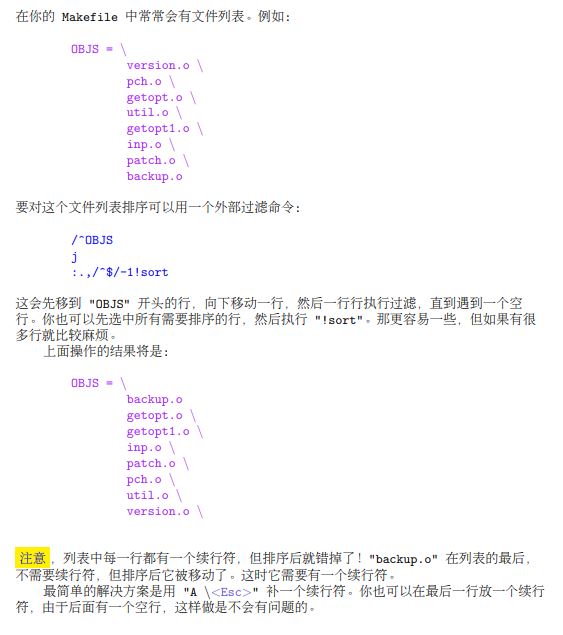 在你的 Makefile 中常常会有文件列表。例如：
OBJS = \
version.o \
pch.o \
getopt.o \
util.o \
getopt1.o \
inp.o \
patch.o \
backup.o
要对这个文件列表排序可以用一个外部过滤命令：
/^OBJS
j
:.,/^$/-1!sort
这会先移到 "OBJS" 开头的行，向下移动一行，然后一行行执行过滤，直到遇到一个空
行。你也可以先选中所有需要排序的行，然后执行 "!sort"。那更容易一些，但如果有很
多行就比较麻烦。
上面操作的结果将是：
OBJS = \
backup.o
getopt.o \
getopt1.o \
inp.o \
patch.o \
pch.o \
util.o \
version.o \
注意，列表中每一行都有一个续行符，但排序后就错掉了！"backup.o" 在列表的最后，
不需要续行符，但排序后它被移动了。这时它需要有一个续行符。
最简单的解决方案是用 "A \<Esc>" 补一个续行符。你也可以在最后一行放一个续行
符，由于后面有一个空行，这样做是不会有问题的。